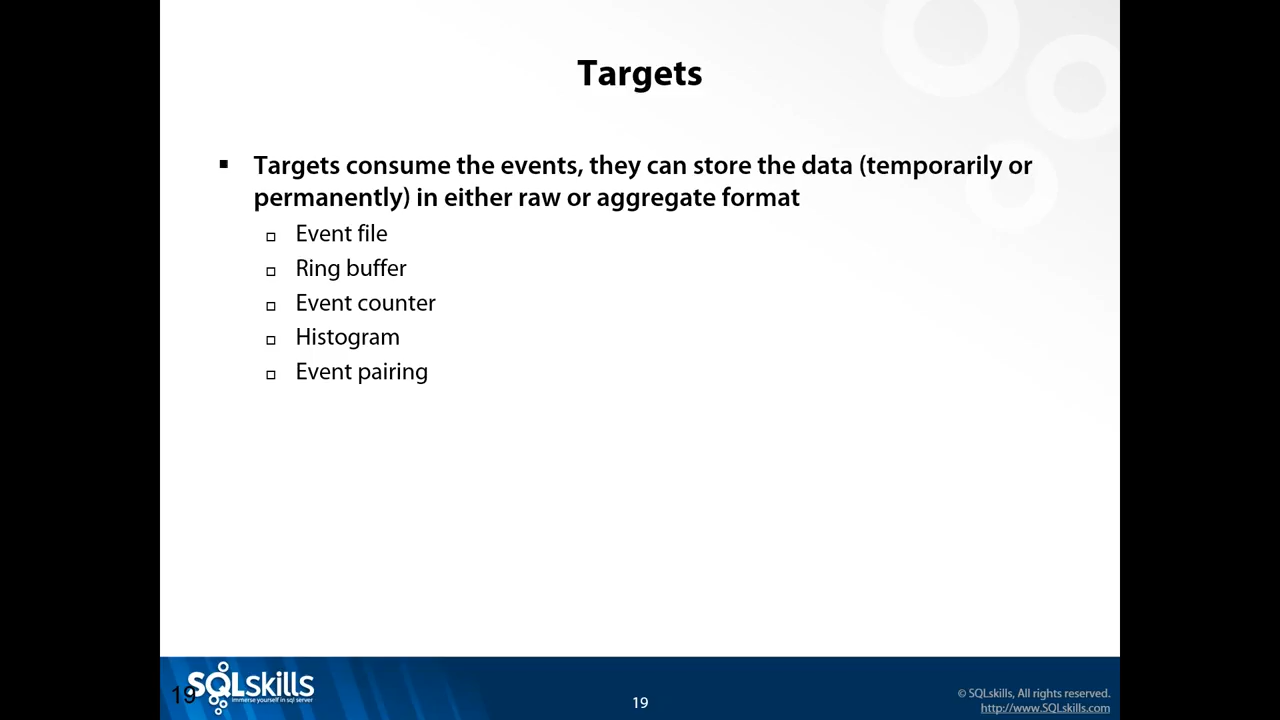 Targets
Targets consume the events, they can store the data (temporarily or
permanently) in either raw or aggregate format
Event file
Ring buffer
Event counter
Histogram
Event pairing
19
SQLskills
immerse yourself in sql server
19
© SQLskills, All rights reserved.
http://www.SQLskills.com